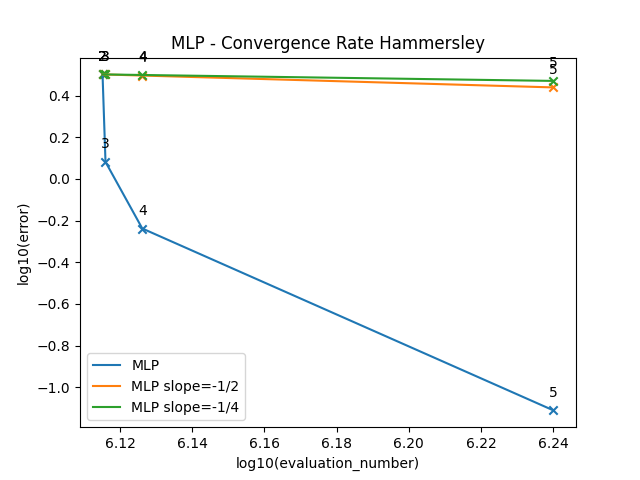 MLP - Convergence Rate Hammersley
2 3 4 5
5
3
4
5
0.4
0.2
0.0
−0.2
−0.4
−0.6
−0.8
−1.0
log10(error)
MLP
MLP slope=-1/2
MLP slope=-1/4
6.12 6.14 6.16 6.18 6.20 6.22 6.24
log10(evaluation_number)